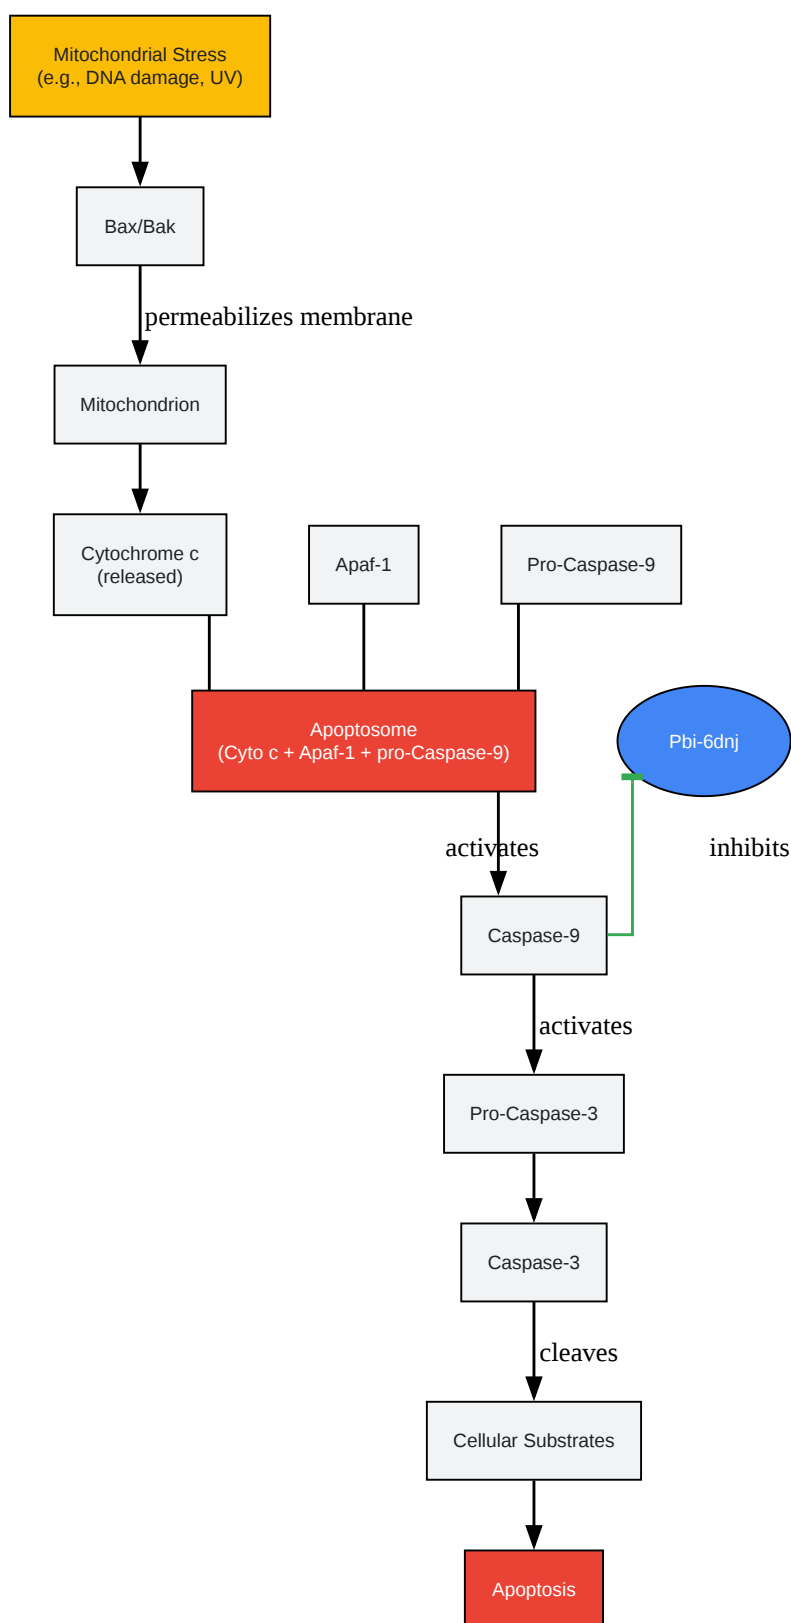 Mitochondrial Stress
(e.g., DNA damage, UV)
Bax/Bak
permeabilizes membrane
Mitochondrion
Cytochrome c
(released)
Apaf-1
Pro-Caspase-9
Apoptosome
(Cyto c + Apaf-1 + pro-Caspase-9)
Pbi-6dnj
activates
inhibits
Caspase-9
activates
Pro-Caspase-3
Caspase-3
cleaves
Cellular Substrates
Apoptosis